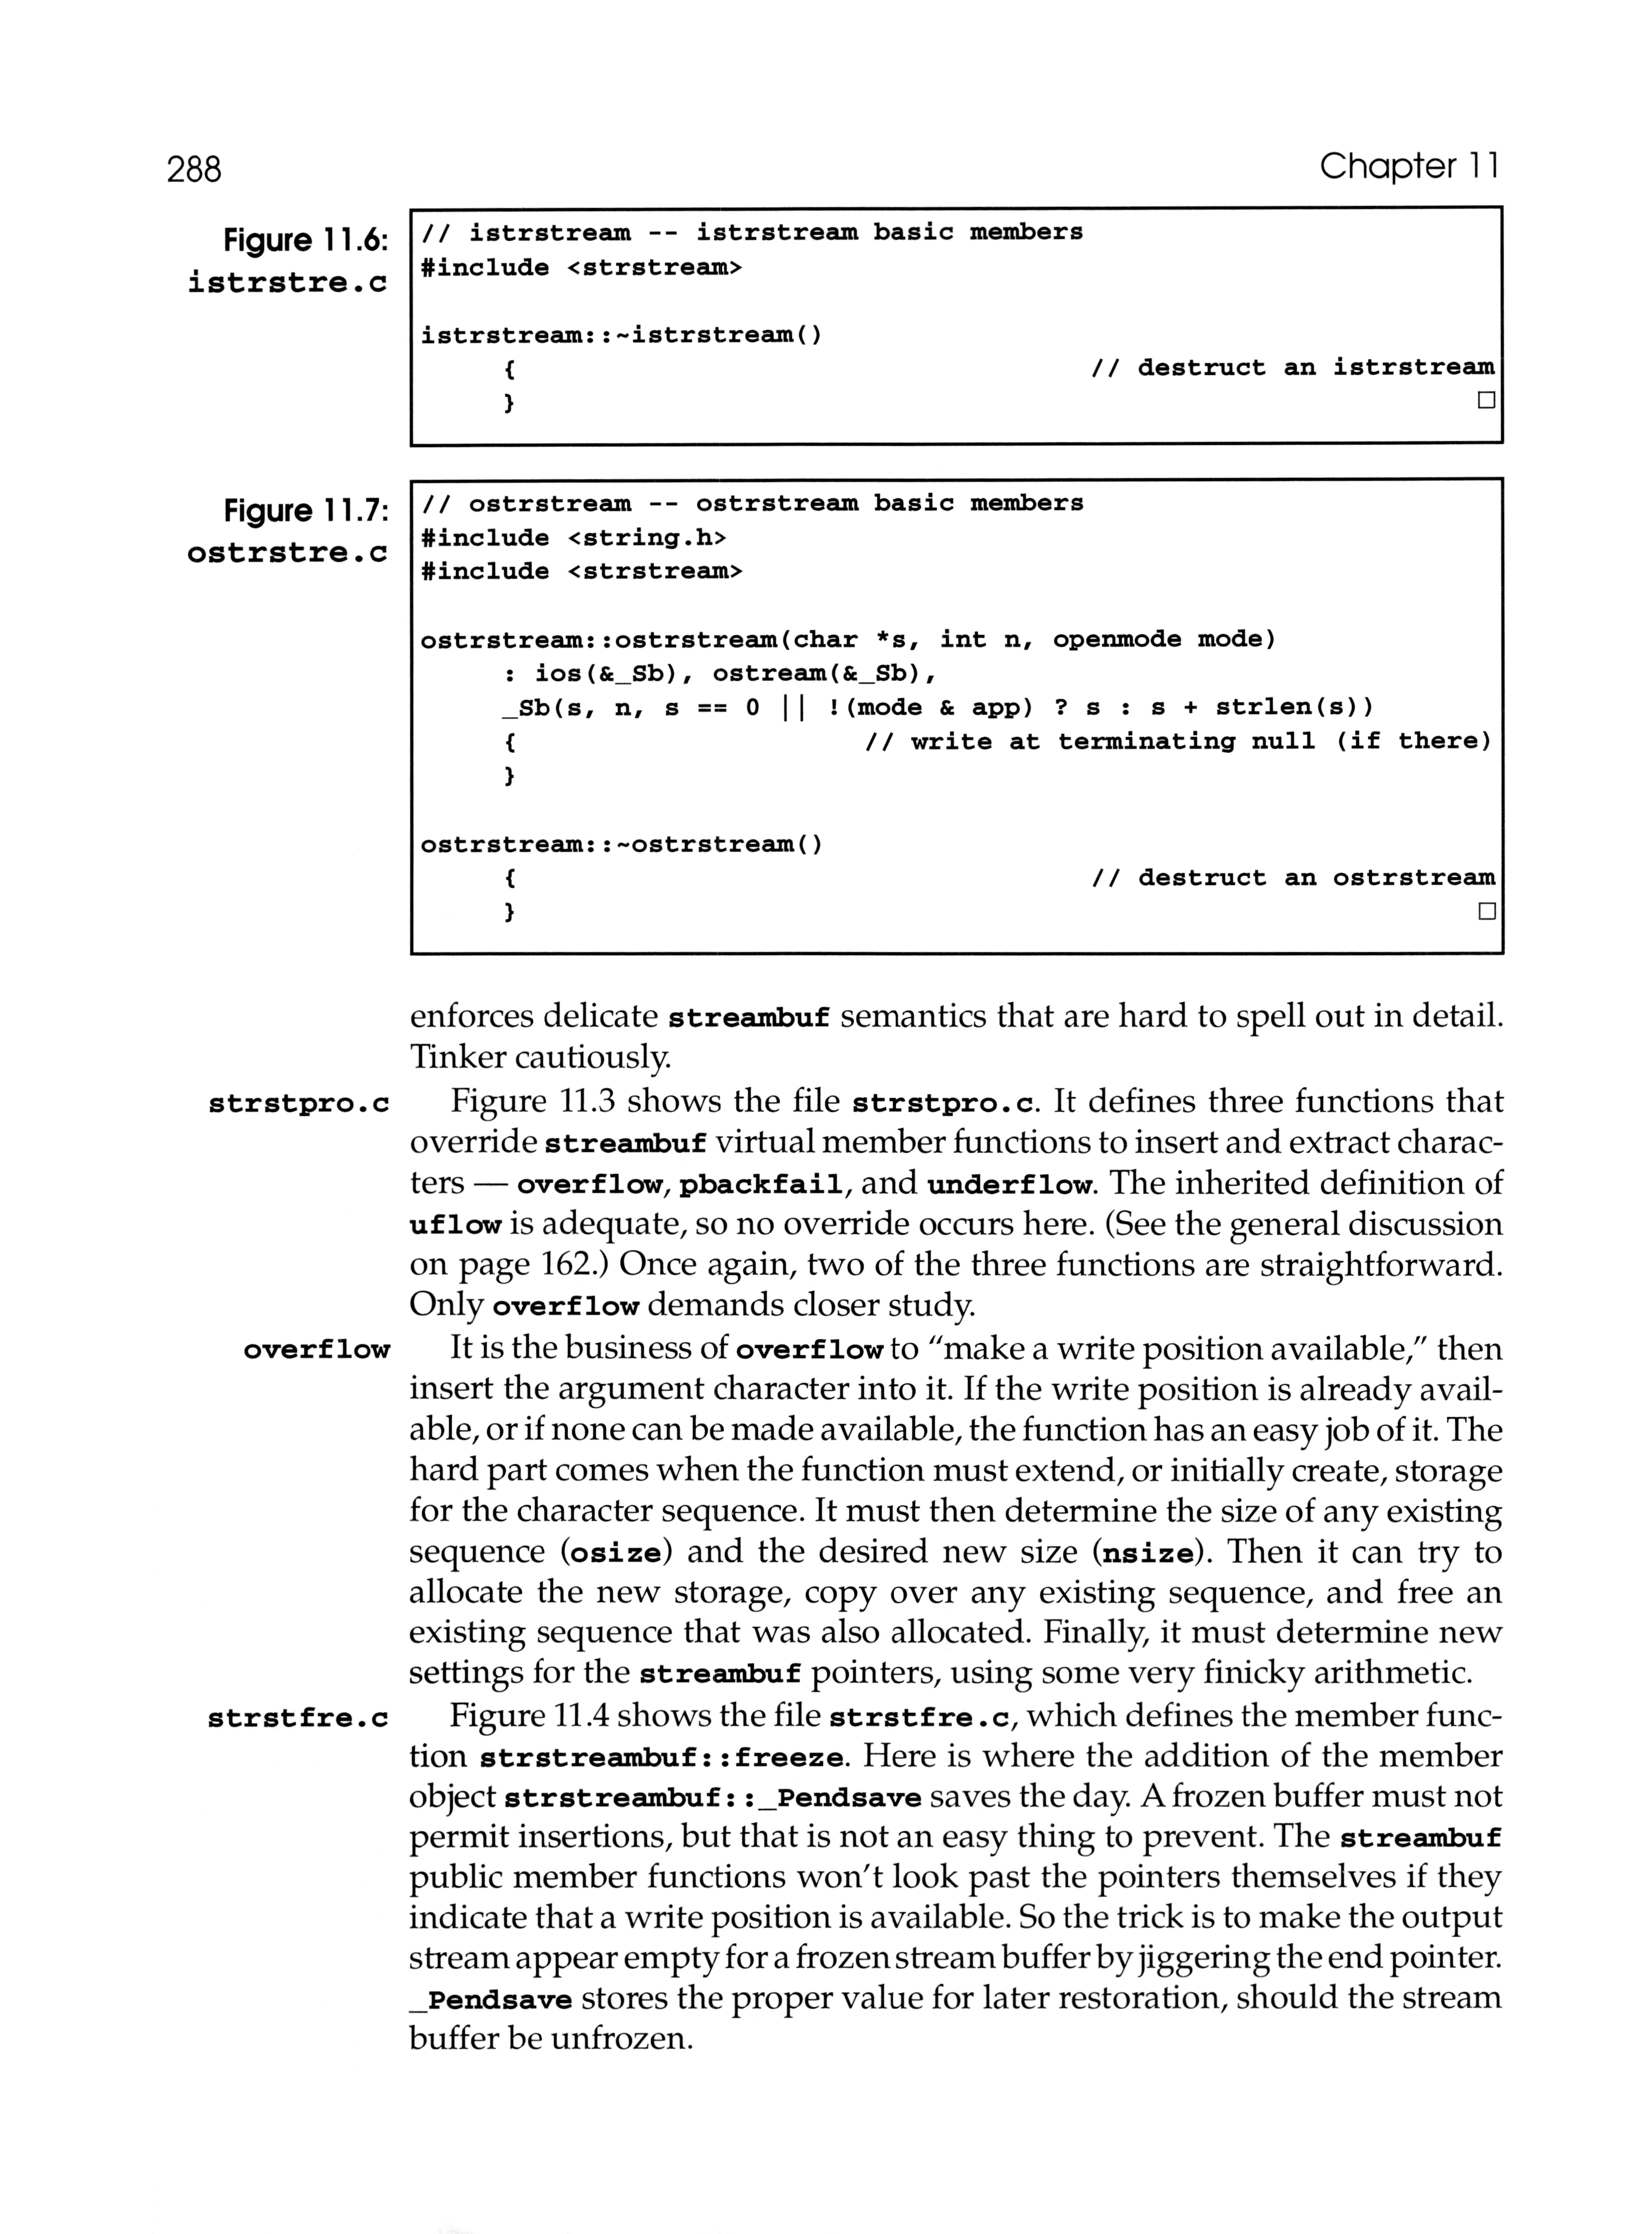 288
Chapter 11
Figure 11.6:
istrstre.c
// istrstream -- istrstream basic members
#include <strstream>
istrstream::~istrstream()
{ // destruct an istrstream
} □
Figure 11.7:
ostrstre.c
// ostrstream -- ostrstream basic members
#include <string.h>
#include <strstream>
ostrstream::ostrstream(char *s, int n, openmode mode)
: ios(&_Sb), ostream(&_Sb),
_Sb(s, n, s == 0 || !(mode & app) ? s : s + strlen(s))
{ // write at terminating null (if there)
}
ostrstream::~ostrstream()
{ // destruct an ostrstream
} □
enforces delicate streambuf semantics that are hard to spell out in detail.
Tinker cautiously.
strstpro.c Figure 11.3 shows the file strstpro.c. It defines three functions that
override streambuf virtual member functions to insert and extract charac-
ters — overflow, pbackfail, and underflow. The inherited definition of
uflow is adequate, so no override occurs here. (See the general discussion
on page 162.) Once again, two of the three functions are straightforward.
Only overflow demands closer study.
overflow It is the business of overflow to “make a write position available,” then
insert the argument character into it. If the write position is already avail-
able, or if none can be made available, the function has an easy job of it. The
hard part comes when the function must extend, or initially create, storage
for the character sequence. It must then determine the size of any existing
sequence (osize) and the desired new size (nsize). Then it can try to
allocate the new storage, copy over any existing sequence, and free an
existing sequence that was also allocated. Finally, it must determine new
settings for the streambuf pointers, using some very finicky arithmetic.
strstfre.c Figure 11.4 shows the file strstfre.c, which defines the member func-
tion strstreambuf::freeze. Here is where the addition of the member
object strstreambuf::_Pendsave saves the day. A frozen buffer must not
permit insertions, but that is not an easy thing to prevent. The streambuf
public member functions won't look past the pointers themselves if they
indicate that a write position is available. So the trick is to make the output
stream appear empty for a frozen stream buffer by jiggering the end pointer.
_Pendsave stores the proper value for later restoration, should the stream
buffer be unfrozen.